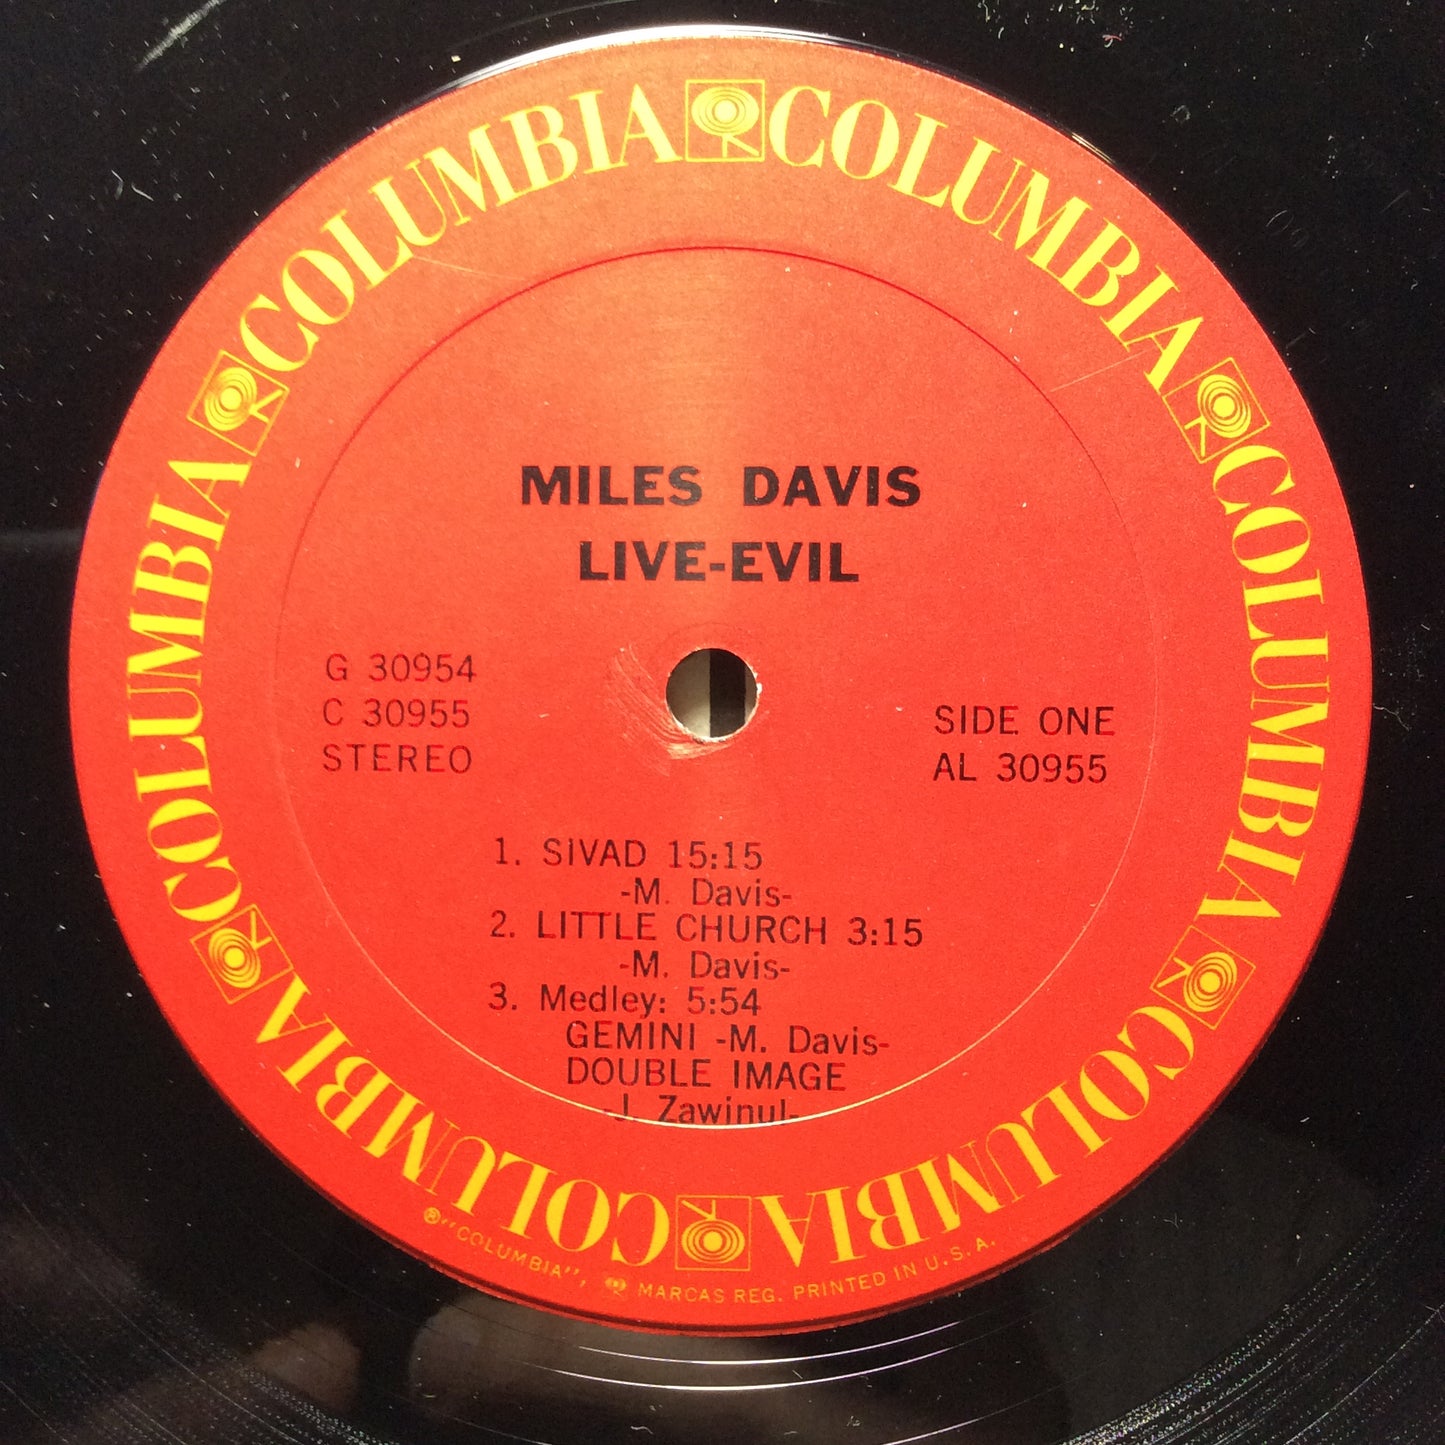 COLUMBIA COLUMBIA COLUMBIA COLUMBIA COLUMBIA COLUMBIA
MILES DAVIS
LIVE-EVIL
G 30954
C 30955
STEREO
SIDE ONE
AL 30955
1. SIVAD 15:15
-M. Davis-
2. LITTLE CHURCH 3:15
-M. Davis-
3. Medley: 5:54
GEMINI -M. Davis-
DOUBLE IMAGE
-J. Zawinul-
®"COLUMBIA", MARCAS REG. PRINTED IN U.S.A.